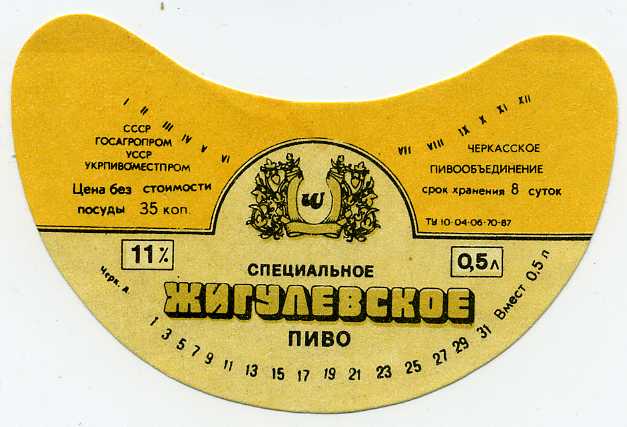 I II III IV V VI
VII VIII IX X XI XII
СССР
ГОСАГРОПРОМ
УССР
УКРПИВОМЕСТПРОМ
Цена без стоимости
посуды 35 коп.
ЧЕРКАССКОЕ
ПИВООБЪЕДИНЕНИЕ
срок хранения 8 суток
ТУ 10-04-06-70-87
11%
0,5л
СПЕЦИАЛЬНОЕ
ЖИГУЛЕВСКОЕ
ПИВО
Черк. д.
1 3 5 7 9 11 13 15 17 19 21 23 25 27 29 31
Вмест 0.5 л